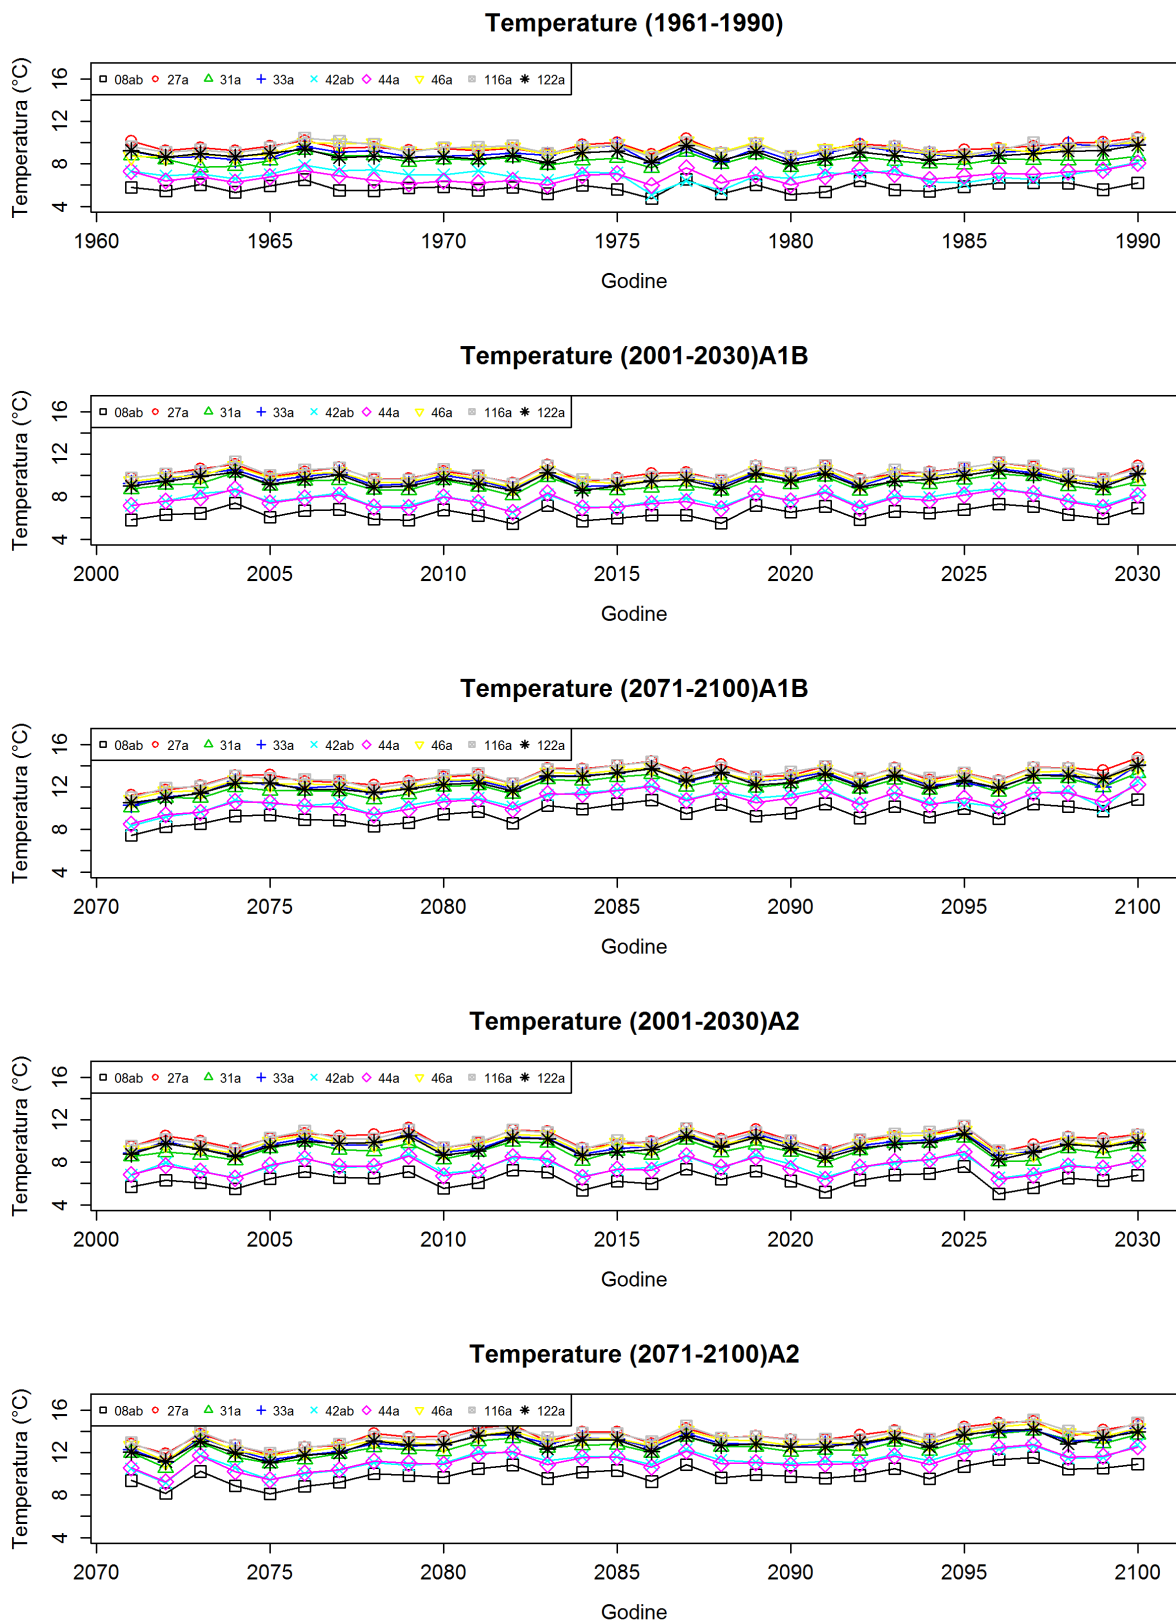 Temperature (1961-1990)
08ab 27a 31a 33a 42ab 44a 46a 116a 122a
Temperatura (°C)
4 8 12 16
1960 1965 1970 1975 1980 1985 1990
Godine
Temperature (2001-2030)A1B
08ab 27a 31a 33a 42ab 44a 46a 116a 122a
Temperatura (°C)
4 8 12 16
2000 2005 2010 2015 2020 2025 2030
Godine
Temperature (2071-2100)A1B
08ab 27a 31a 33a 42ab 44a 46a 116a 122a
Temperatura (°C)
4 8 12 16
2070 2075 2080 2085 2090 2095 2100
Godine
Temperature (2001-2030)A2
08ab 27a 31a 33a 42ab 44a 46a 116a 122a
Temperatura (°C)
4 8 12 16
2000 2005 2010 2015 2020 2025 2030
Godine
Temperature (2071-2100)A2
08ab 27a 31a 33a 42ab 44a 46a 116a 122a
Temperatura (°C)
4 8 12 16
2070 2075 2080 2085 2090 2095 2100
Godine